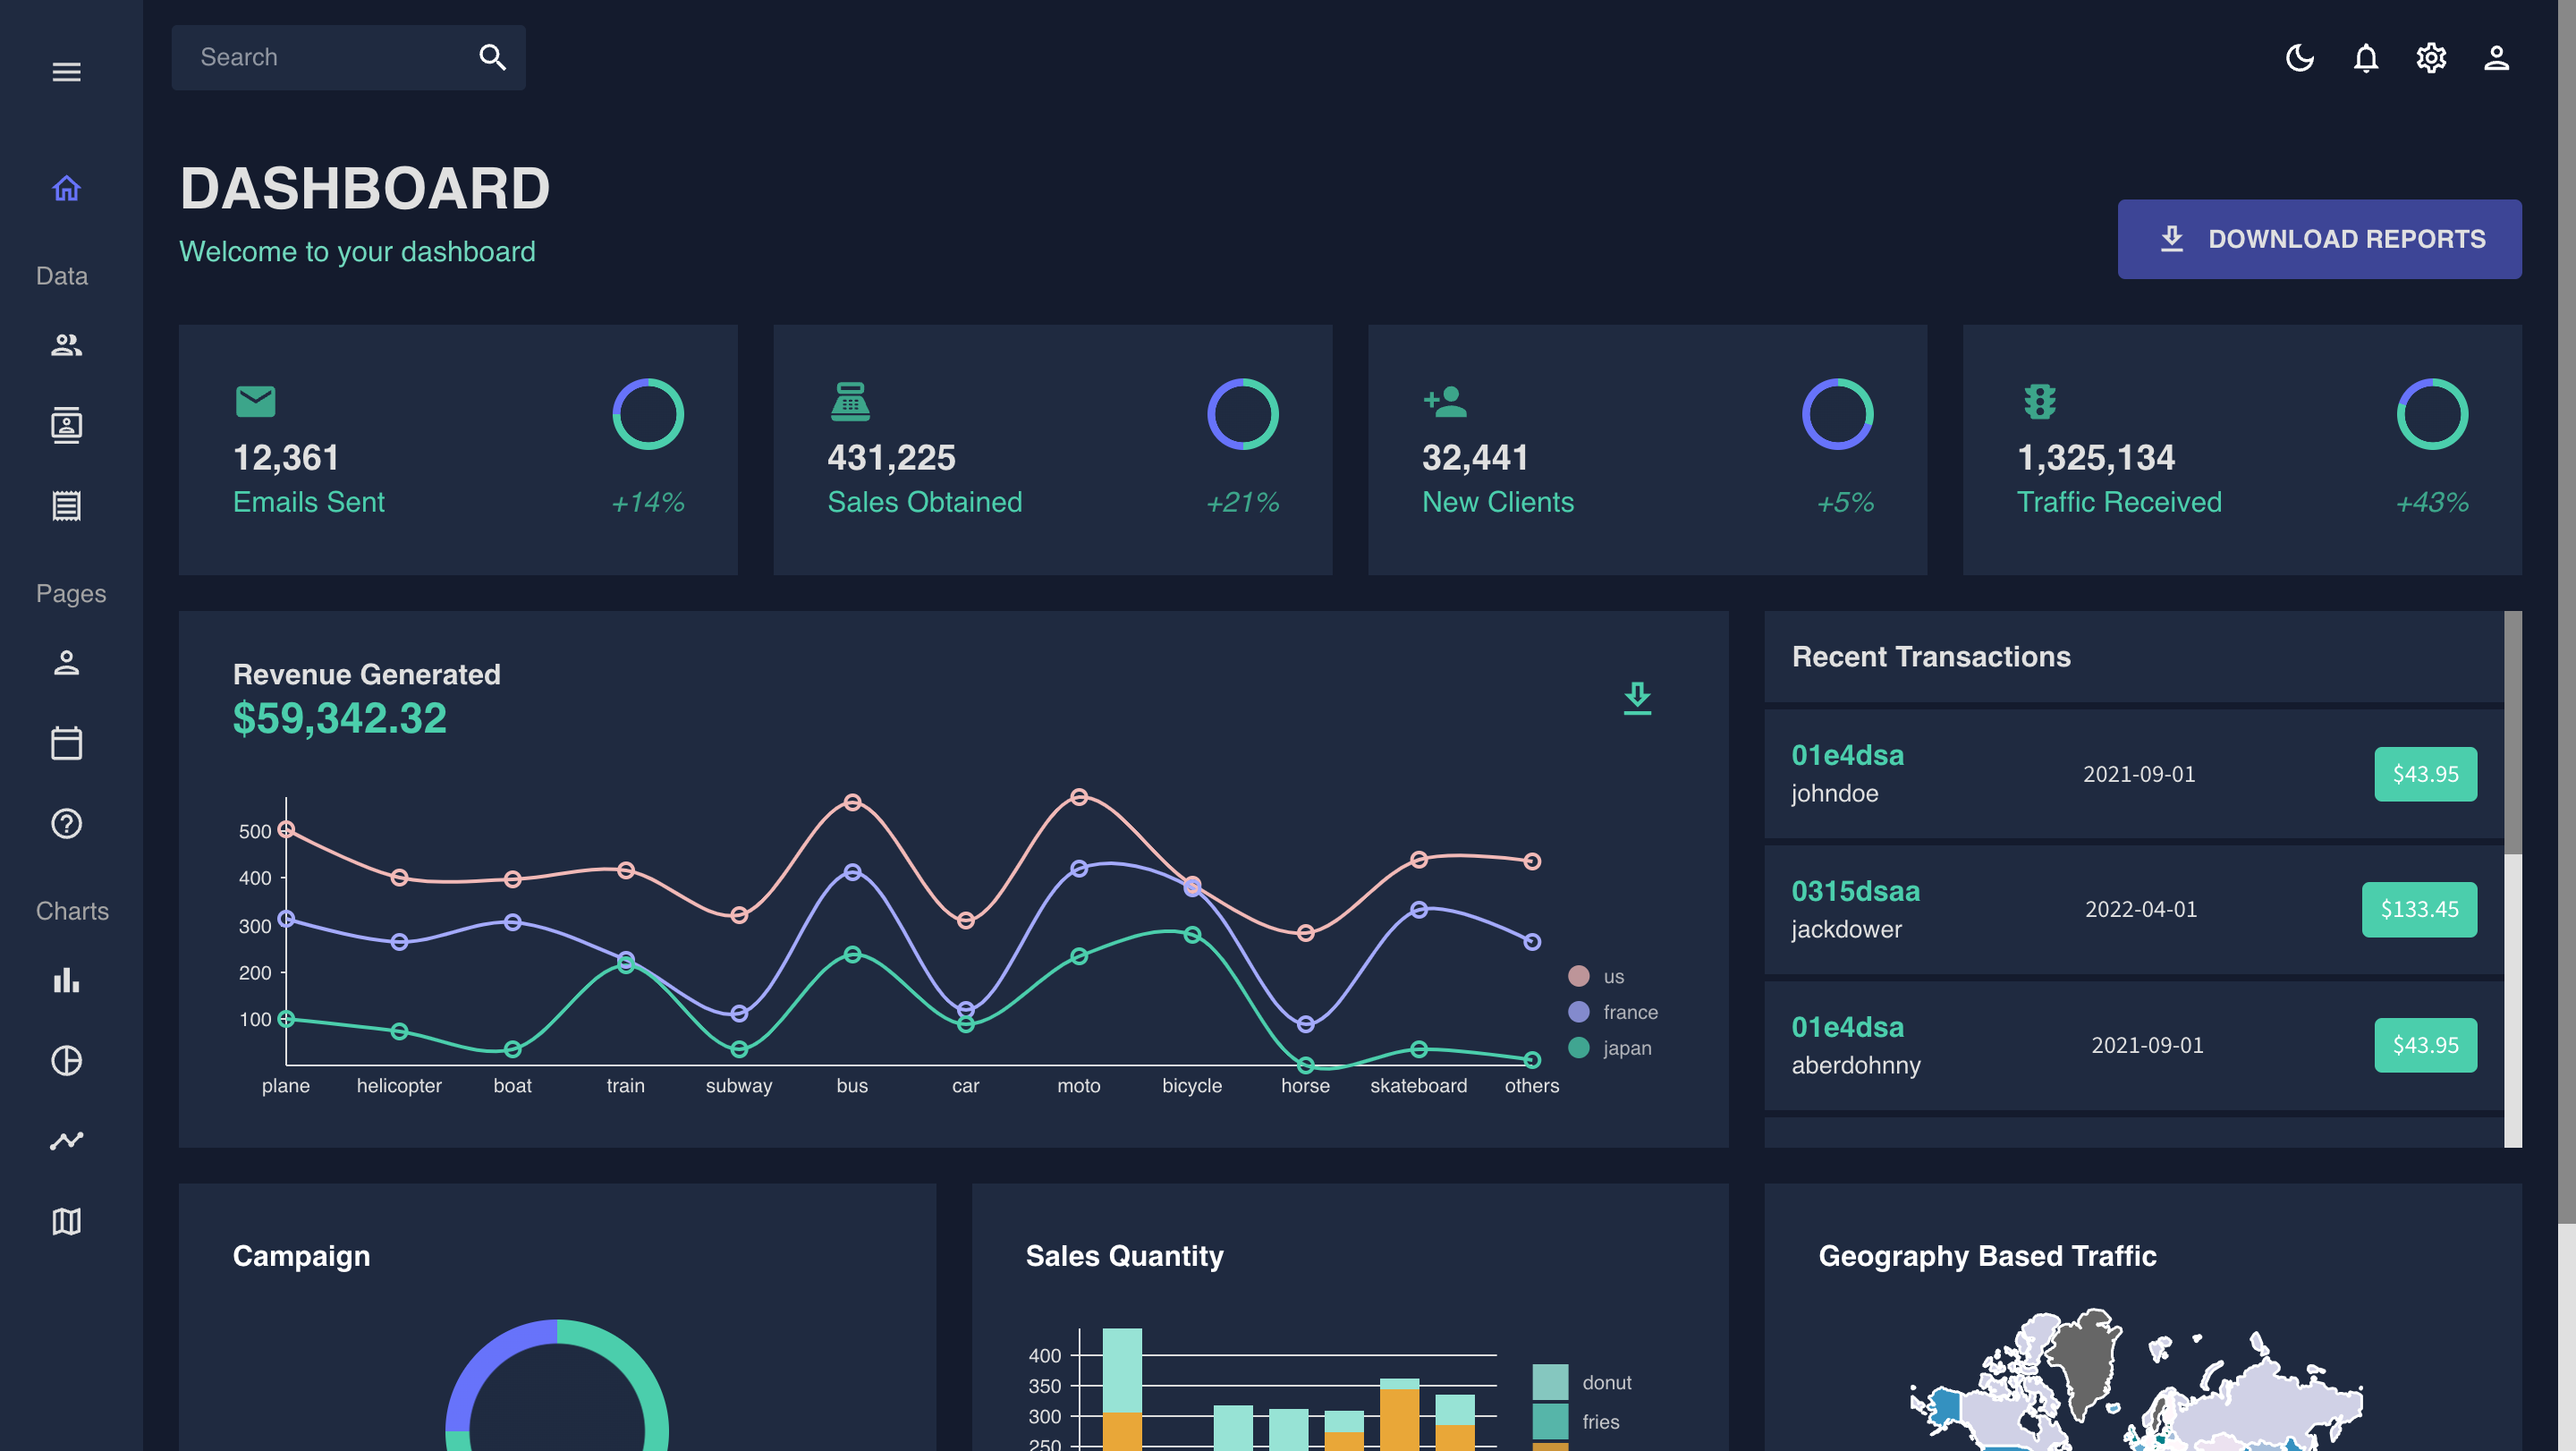 Search
DASHBOARD
Welcome to your dashboard
DOWNLOAD REPORTS
Data
Pages
Charts
12,361
Emails Sent
+14%
431,225
Sales Obtained
+21%
32,441
New Clients
+5%
1,325,134
Traffic Received
+43%
Revenue Generated
$59,342.32
500
400
300
200
100
plane helicopter boat train subway bus car moto bicycle horse skateboard others
us
france
japan
Recent Transactions
01e4dsa
johndoe
2021-09-01
$43.95
0315dsaa
jackdower
2022-04-01
$133.45
01e4dsa
aberdohnny
2021-09-01
$43.95
Campaign
Sales Quantity
400
350
300
250
donut
fries
Geography Based Traffic